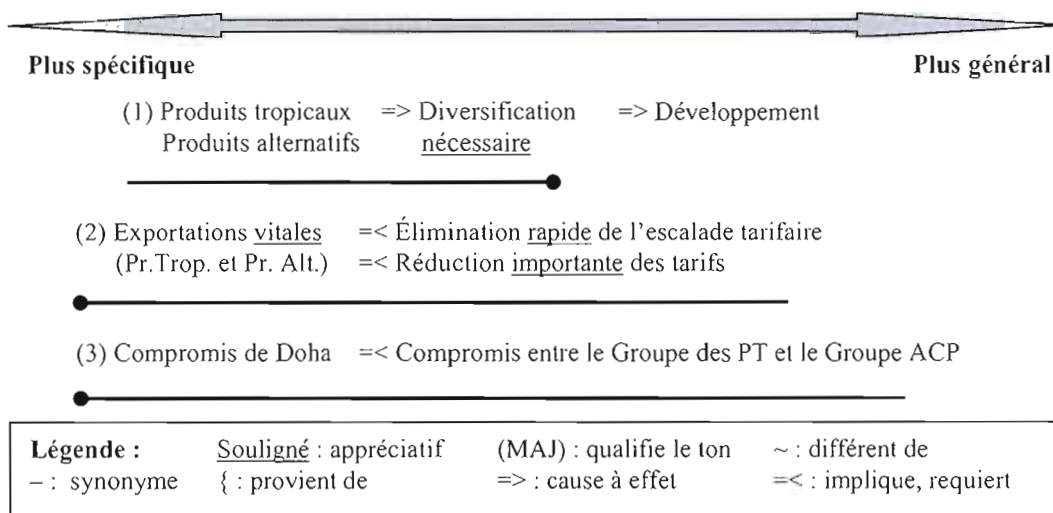 Plus spécifique Plus général
(1) Produits tropicaux => Diversification => Développement
Produits alternatifs nécessaire
(2) Exportations vitales =< Élimination rapide de l'escalade tarifaire
(Pr.Trop. et Pr. Alt.) =< Réduction importante des tarifs
(3) Compromis de Doha =< Compromis entre le Groupe des PT et le Groupe ACP
Légende : Souligné : appréciatif (MAJ) : qualifie le ton ~ : différent de
– : synonyme { : provient de => : cause à effet =< : implique, requiert